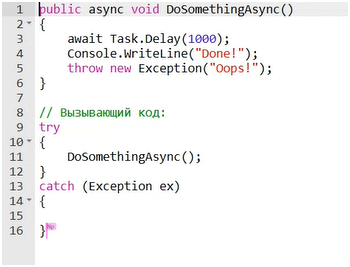 1 public async void DoSomethingAsync()
2 {
3 await Task.Delay(1000);
4 Console.WriteLine("Done!");
5 throw new Exception("Oops!");
6 }
7
8 // Вызывающий код:
9 try
10 {
11 DoSomethingAsync();
12 }
13 catch (Exception ex)
14 {
15
16 }